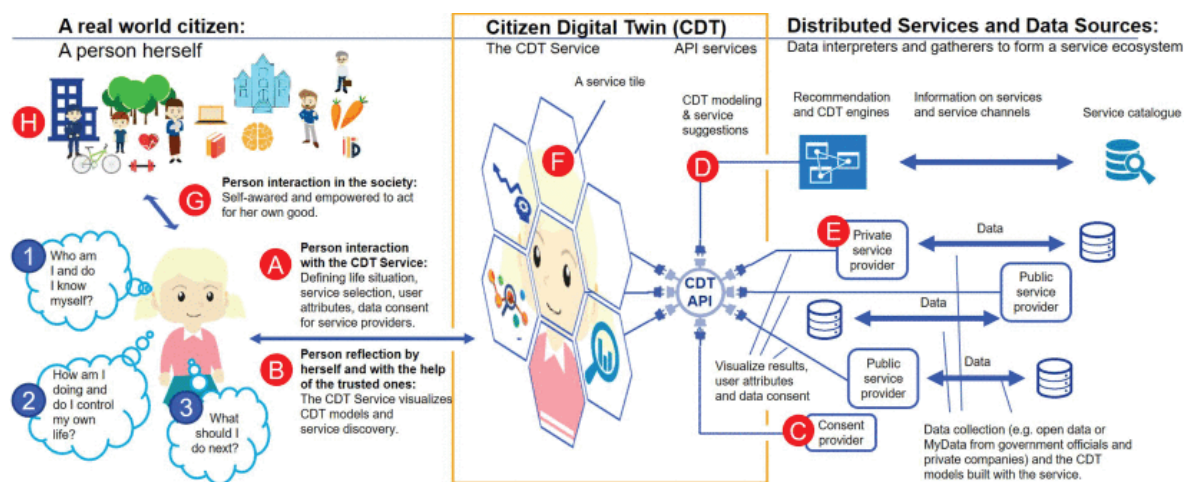 A real world citizen:
A person herself
H
G
Person interaction in the society:
Self-awared and empowered to act
for her own good.
1
Who am
I and do
I know
myself?
2
How am I
doing and
do I control
my own
life?
3
What
should I
do next?
A
Person interaction
with the CDT Service:
Defining life situation,
service selection, user
attributes, data consent
for service providers.
B
Person reflection by
herself and with the help
of the trusted ones:
The CDT Service visualizes
CDT models and
service discovery.
Citizen Digital Twin (CDT)
The CDT Service
API services
A service tile
F
CDT modeling
& service
suggestions
D
CDT
API
Visualize results,
user attributes
and data consent
C
Consent
provider
Distributed Services and Data Sources:
Data interpreters and gatherers to form a service ecosystem
Recommendation
and CDT engines
Information on services
and service channels
Service catalogue
E
Private
service
provider
Data
Public
service
provider
Data
Public
service
provider
Data
Data collection (e.g. open data or
MyData from government officials and
private companies) and the CDT
models built with the service.